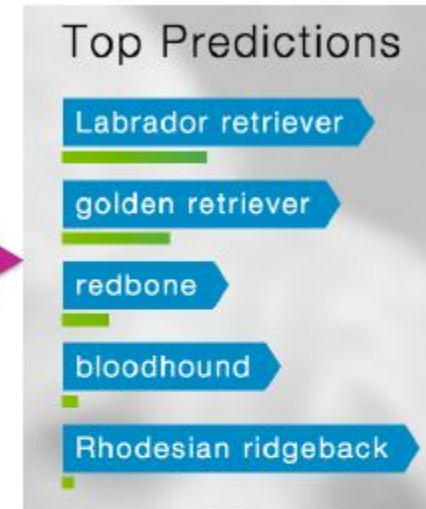 Top Predictions
Labrador retriever
golden retriever
redbone
bloodhound
Rhodesian ridgeback